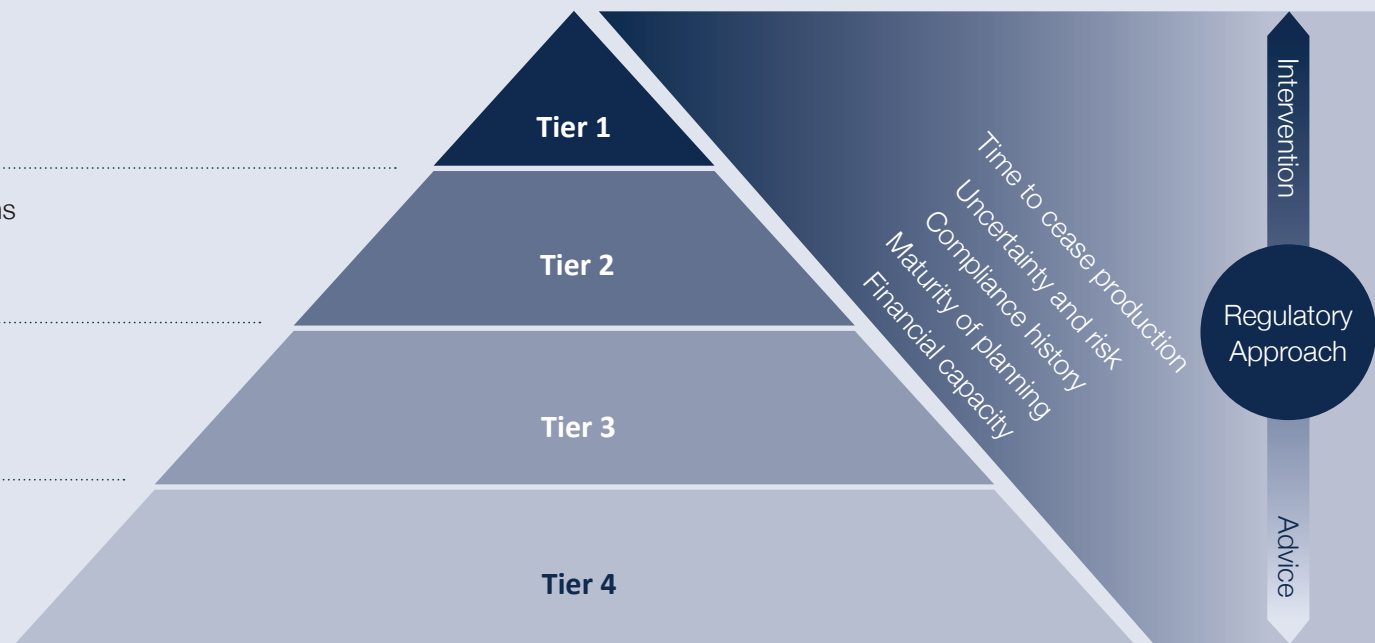 Tier 1
ns
Tier 2
Tier 3
Tier 4
Time to cease production
Uncertainty and risk
Compliance history
Maturity of planning
Financial capacity
Intervention
Regulatory
Approach
Advice